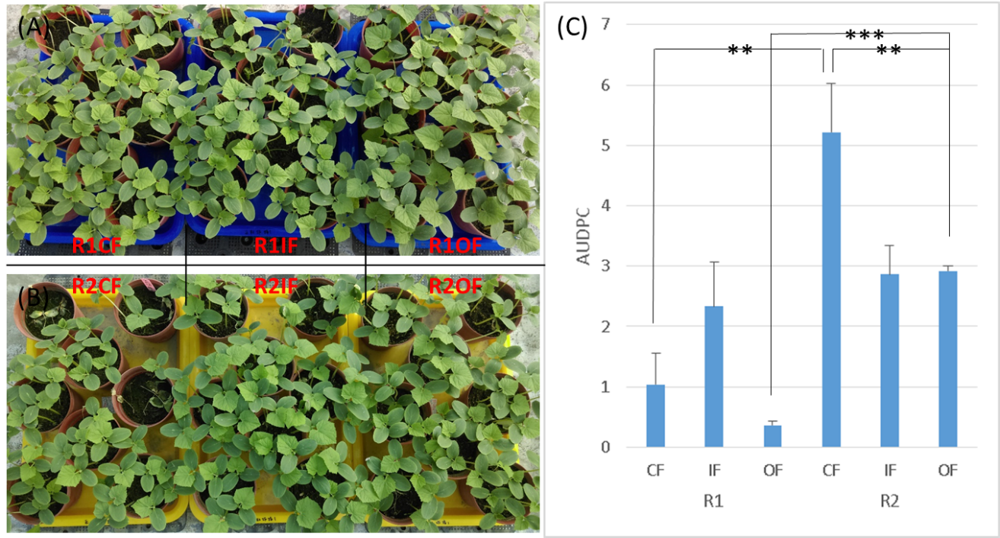 (A)
R1CF R1IF R1OF
R2CF R2IF R2OF
(B)
(C)
7
6
5
4
3
2
1
0
AUDPC
***
** **
CF IF OF CF IF OF
R1 R2